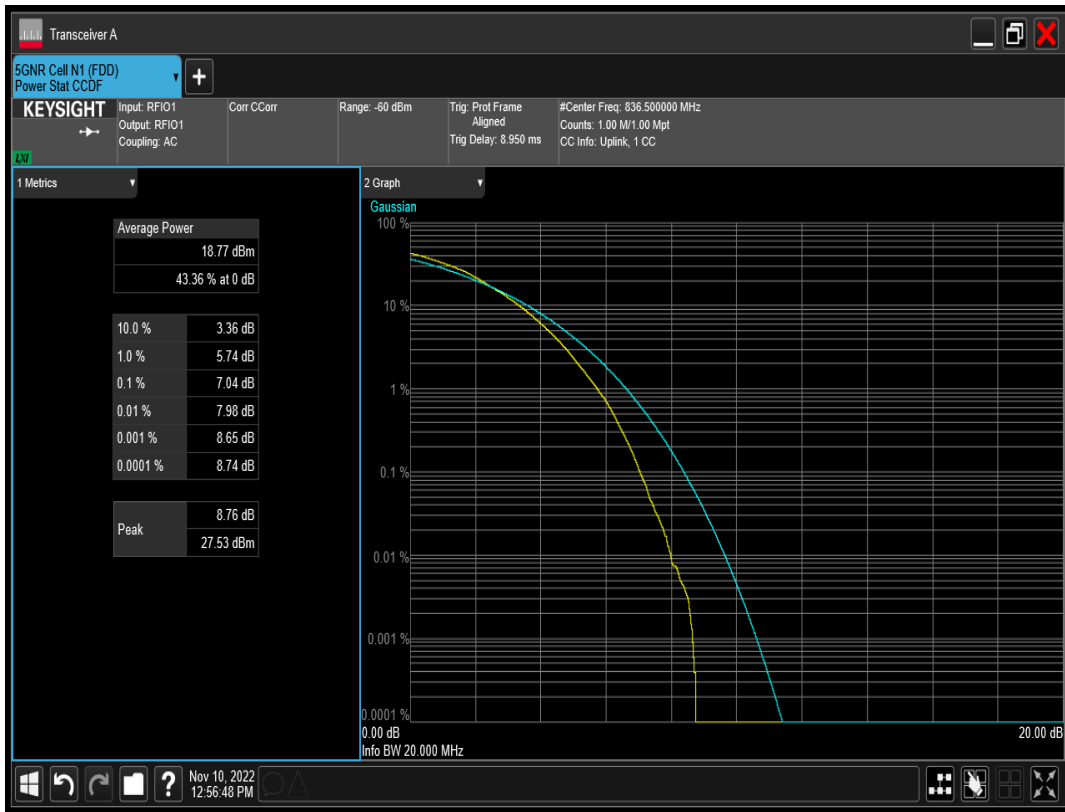 Transceiver A
5GNR Cell N1 (FDD)
Power Stat CCDF
+
KEYSIGHT
LXI
Input: RFIO1
Output: RFIO1
Coupling: AC
Corr CCorr
Range: -60 dBm
Trig: Prot Frame
Aligned
Trig Delay: 8.950 ms
#Center Freq: 836.500000 MHz
Counts: 1.00 M/1.00 Mpt
CC Info: Uplink, 1 CC
1 Metrics
Average Power
18.77 dBm
43.36 % at 0 dB
10.0 % 3.36 dB
1.0 % 5.74 dB
0.1 % 7.04 dB
0.01 % 7.98 dB
0.001 % 8.65 dB
0.0001 % 8.74 dB
Peak
8.76 dB
27.53 dBm
2 Graph
Gaussian
100 %
10 %
1 %
0.1 %
0.01 %
0.001 %
0.0001 %
0.00 dB 20.00 dB
Info BW 20.000 MHz
?
Nov 10, 2022
12:56:48 PM